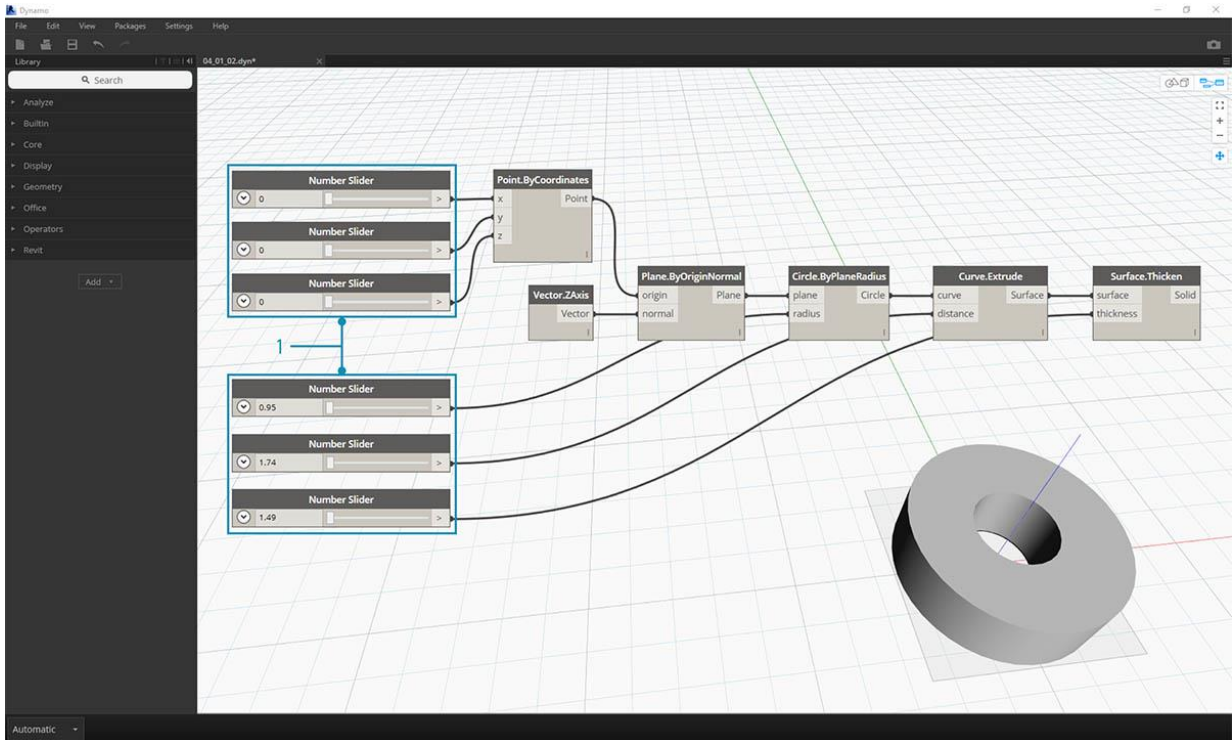 Dynamo
File Edit View Packages Settings Help
Library
04_01_02.dyn*
Search
Analyze
BuiltIn
Core
Display
Geometry
Office
Operators
Revit
Add
Number Slider
0
>
Number Slider
0
>
Number Slider
0
>
1
Number Slider
0.95
>
Number Slider
1.74
>
Number Slider
1.49
>
Point.ByCoordinates
x Point
y
z
Vector.ZAxis
Vector
Plane.ByOriginNormal
origin Plane
normal
Circle.ByPlaneRadius
plane Circle
radius
Curve.Extrude
curve Surface
distance
Surface.Thicken
surface Solid
thickness
Automatic